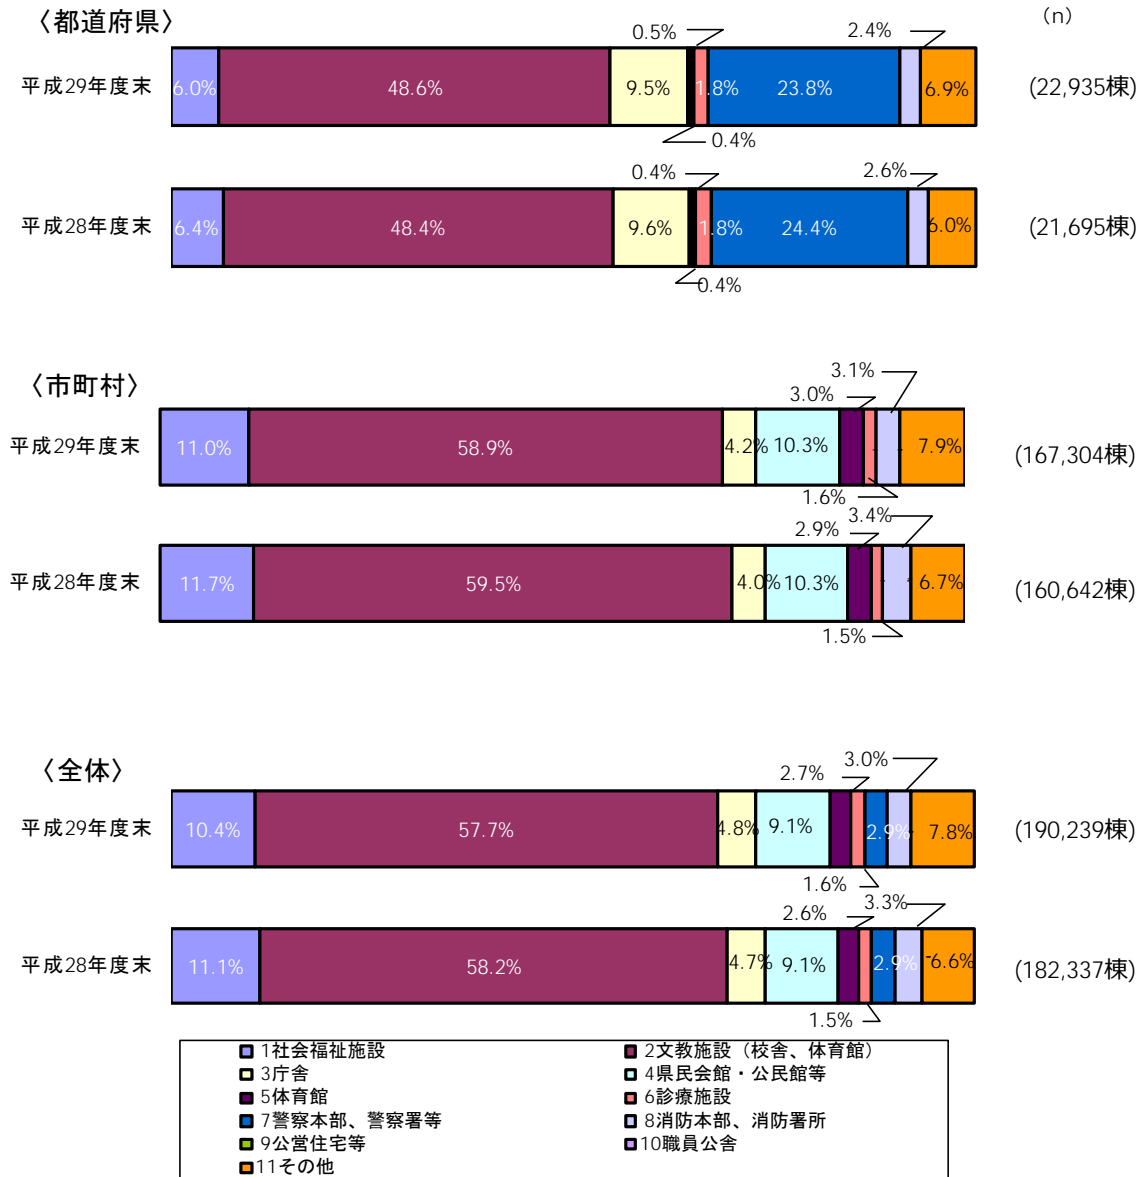 〈都道府県〉 (n)
0.5% 2.4%
平成29年度末 6.0% 48.6% 9.5% 1.8% 23.8% 6.9% (22,935棟)
0.4%
0.4% 2.6%
平成28年度末 6.4% 48.4% 9.6% 1.8% 24.4% 6.0% (21,695棟)
0.4%
〈市町村〉
3.1%
3.0%
平成29年度末 11.0% 58.9% 4.2% 10.3% 7.9% (167,304棟)
1.6%
3.4%
2.9%
平成28年度末 11.7% 59.5% 4.0% 10.3% 6.7% (160,642棟)
1.5%
〈全体〉
3.0%
2.7%
平成29年度末 10.4% 57.7% 4.8% 9.1% 2.9% 7.8% (190,239棟)
1.6%
3.3%
2.6%
平成28年度末 11.1% 58.2% 4.7% 9.1% 2.9% 6.6% (182,337棟)
1.5%
1社会福祉施設 2文教施設（校舎、体育館）
3庁舎 4県民会館・公民館等
5体育館 6診療施設
7警察本部、警察署等 8消防本部、消防署所
9公営住宅等 10職員公舎
11その他